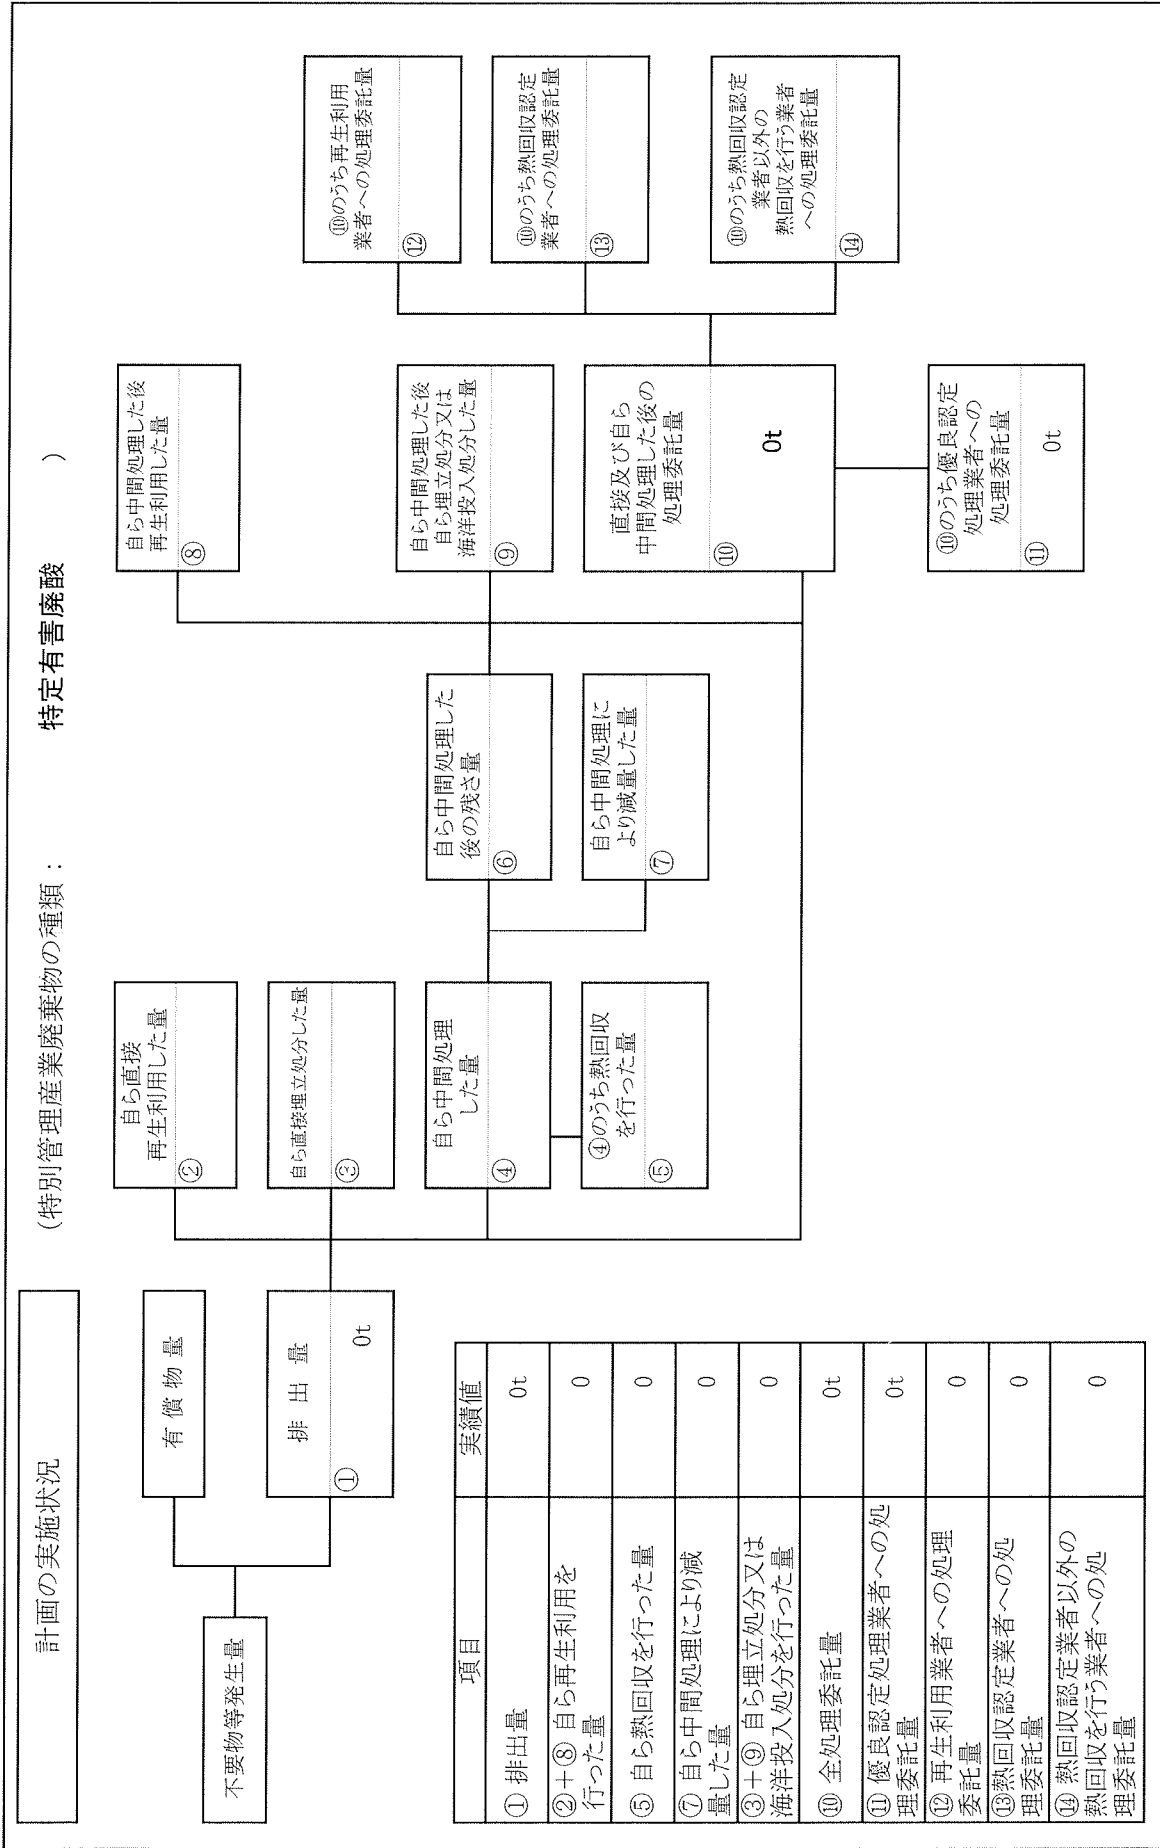 計画の実施状況
(特別管理産業廃棄物の種類： 特定有害廃酸 )
不要物等発生量
有 償 物 量
排 出 量
①
0t
自ら直接
再生利用した量
②
自ら直接埋立処分した量
③
自ら中間処理
した量
④
④のうち熱回収
を行った量
⑤
自ら中間処理した
後の残さ量
⑥
自ら中間処理に
より減量した量
⑦
自ら中間処理した後
再生利用した量
⑧
自ら中間処理した後
自ら埋立処分又は
海洋投入処分した量
⑨
直接及び自ら
中間処理した後の
処理委託量
⑩
0t
⑩のうち優良認定
処理業者への
処理委託量
⑪
0t
⑩のうち再生利用
業者への処理委託量
⑫
⑩のうち熱回収認定
業者への処理委託量
⑬
⑩のうち熱回収認定
業者以外の
熱回収を行う業者
への処理委託量
⑭
項目 実績値
① 排出量 0t
②＋⑧ 自ら再生利用を
行った量 0
⑤ 自ら熱回収を行った量 0
⑦ 自ら中間処理により減
量した量 0
③＋⑨ 自ら埋立処分又は
海洋投入処分を行った量 0
⑩ 全処理委託量 0t
⑪ 優良認定処理業者への処
理委託量 0t
⑫ 再生利用業者への処理
委託量 0
⑬熱回収認定業者への処
理委託量 0
⑭ 熱回収認定業者以外の
熱回収を行う業者への処
理委託量 0